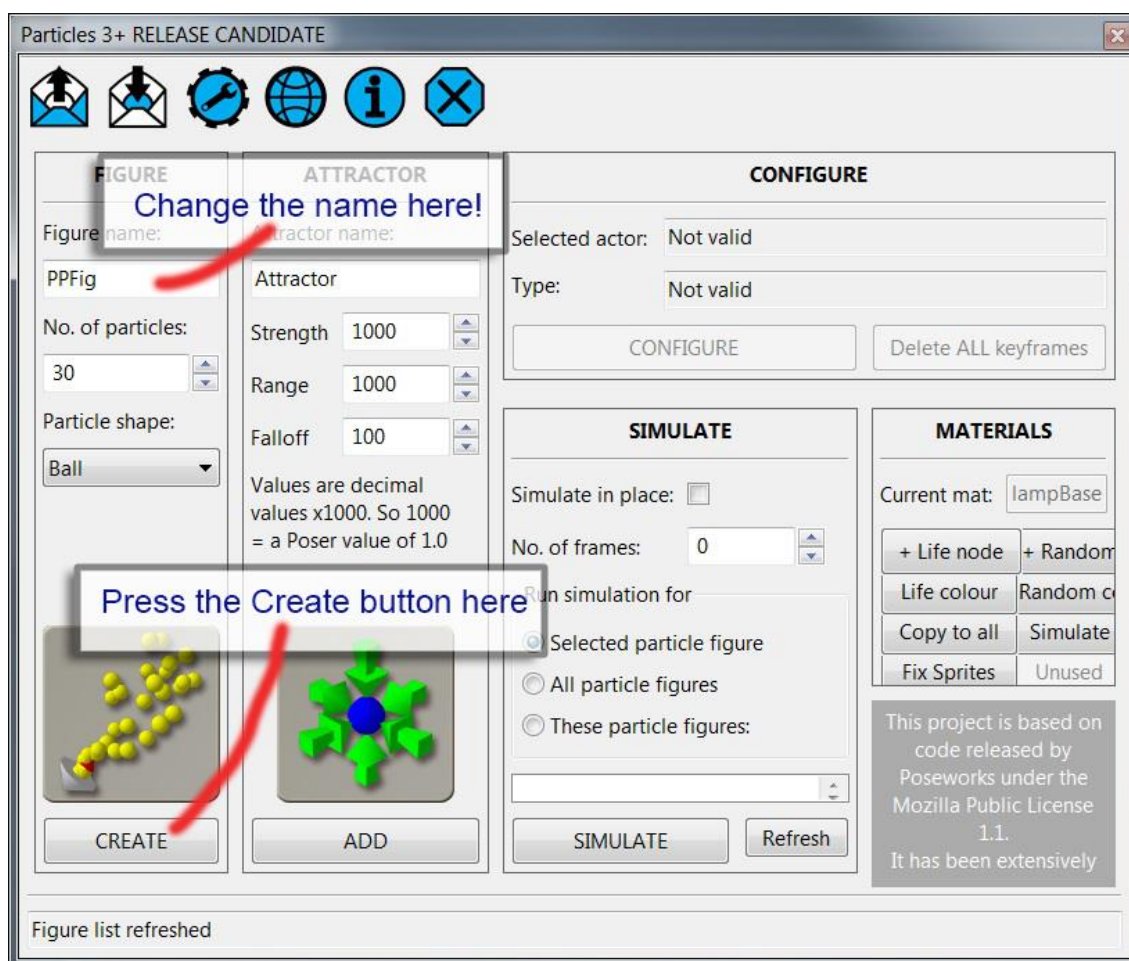 Particles 3+ RELEASE CANDIDATE
FIGURE
Change the name here!
Figure name:
PPFig
No. of particles:
30
Particle shape:
Ball
CREATE
ATTRACTOR
Attractor name:
Attractor
Strength 1000
Range 1000
Falloff 100
Values are decimal
values x1000. So 1000
= a Poser value of 1.0
Press the Create button here
ADD
CONFIGURE
Selected actor: Not valid
Type: Not valid
CONFIGURE Delete ALL keyframes
SIMULATE
Simulate in place:
No. of frames: 0
Run simulation for
Selected particle figure
All particle figures
These particle figures:
SIMULATE Refresh
MATERIALS
Current mat: lampBase
+ Life node + Random
Life colour Random c
Copy to all Simulate
Fix Sprites Unused
This project is based on
code released by
Poseworks under the
Mozilla Public License
1.1.
It has been extensively
Figure list refreshed